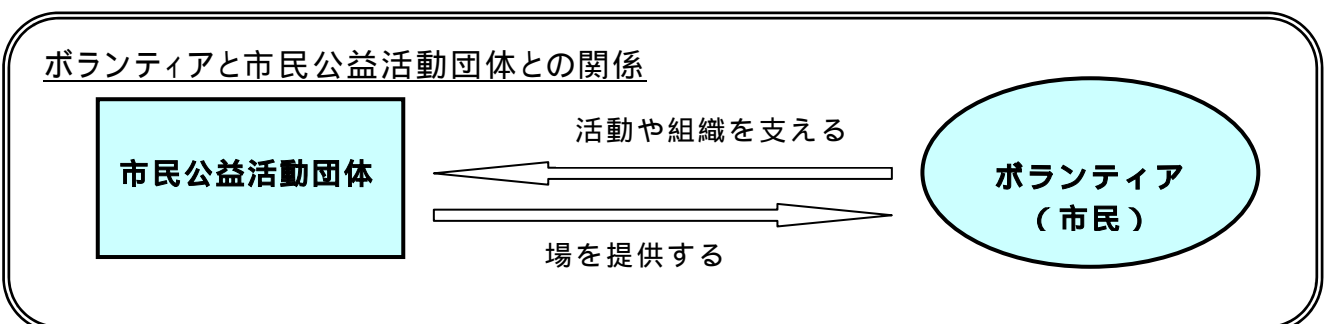 ボランティアと市民公益活動団体との関係
活動や組織を支える
市民公益活動団体
ボランティア
（市民）
場を提供する